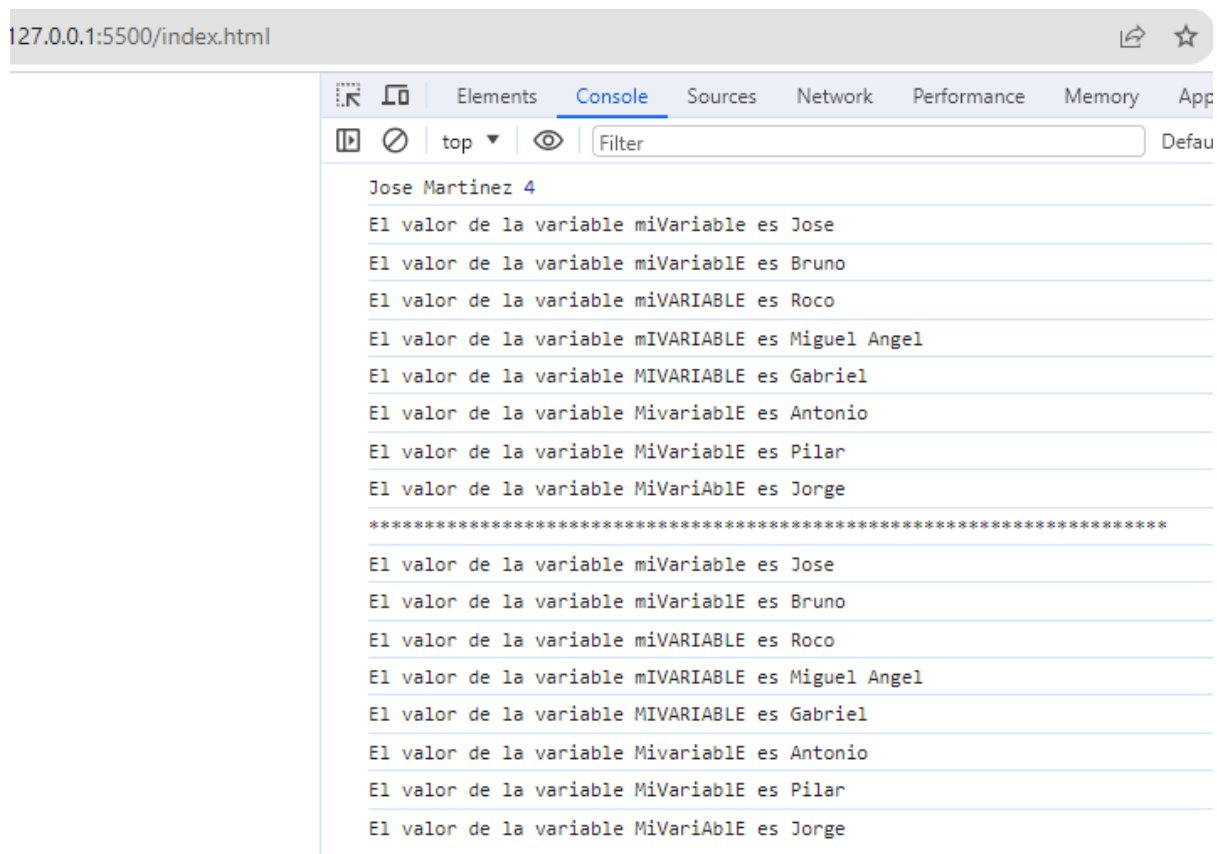 127.0.0.1:5500/index.html
Elements Console Sources Network Performance Memory App
top Filter Defau
Jose Martinez 4
El valor de la variable miVariable es Jose
El valor de la variable miVariablE es Bruno
El valor de la variable miVARIABLE es Roco
El valor de la variable mIVARIABLE es Miguel Angel
El valor de la variable MIVARIABLE es Gabriel
El valor de la variable MivariablE es Antonio
El valor de la variable MiVariablE es Pilar
El valor de la variable MiVariAblE es Jorge
************************************************************************
El valor de la variable miVariable es Jose
El valor de la variable miVariablE es Bruno
El valor de la variable miVARIABLE es Roco
El valor de la variable mIVARIABLE es Miguel Angel
El valor de la variable MIVARIABLE es Gabriel
El valor de la variable MivariablE es Antonio
El valor de la variable MiVariablE es Pilar
El valor de la variable MiVariAblE es Jorge